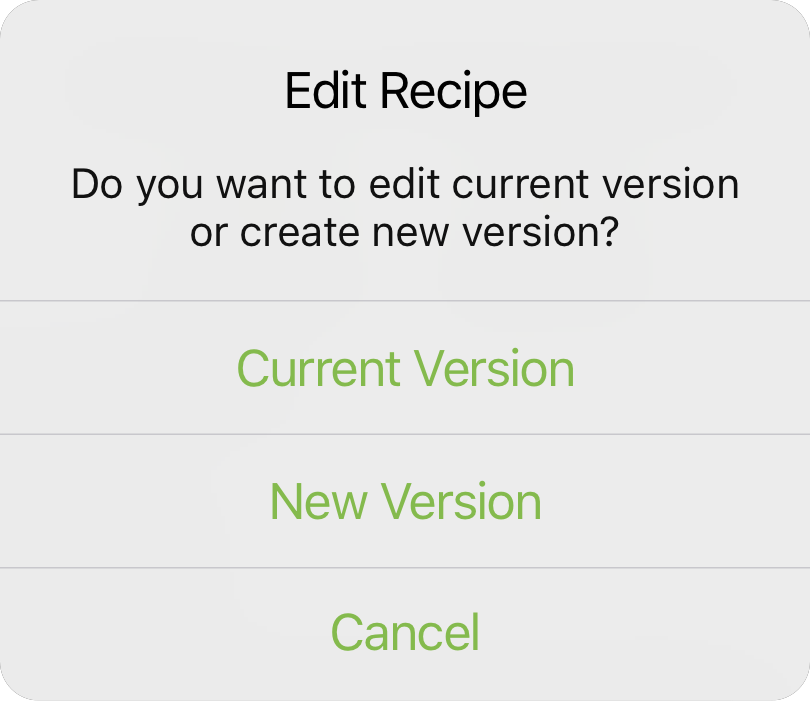 Edit Recipe
Do you want to edit current version
or create new version?
Current Version
New Version
Cancel